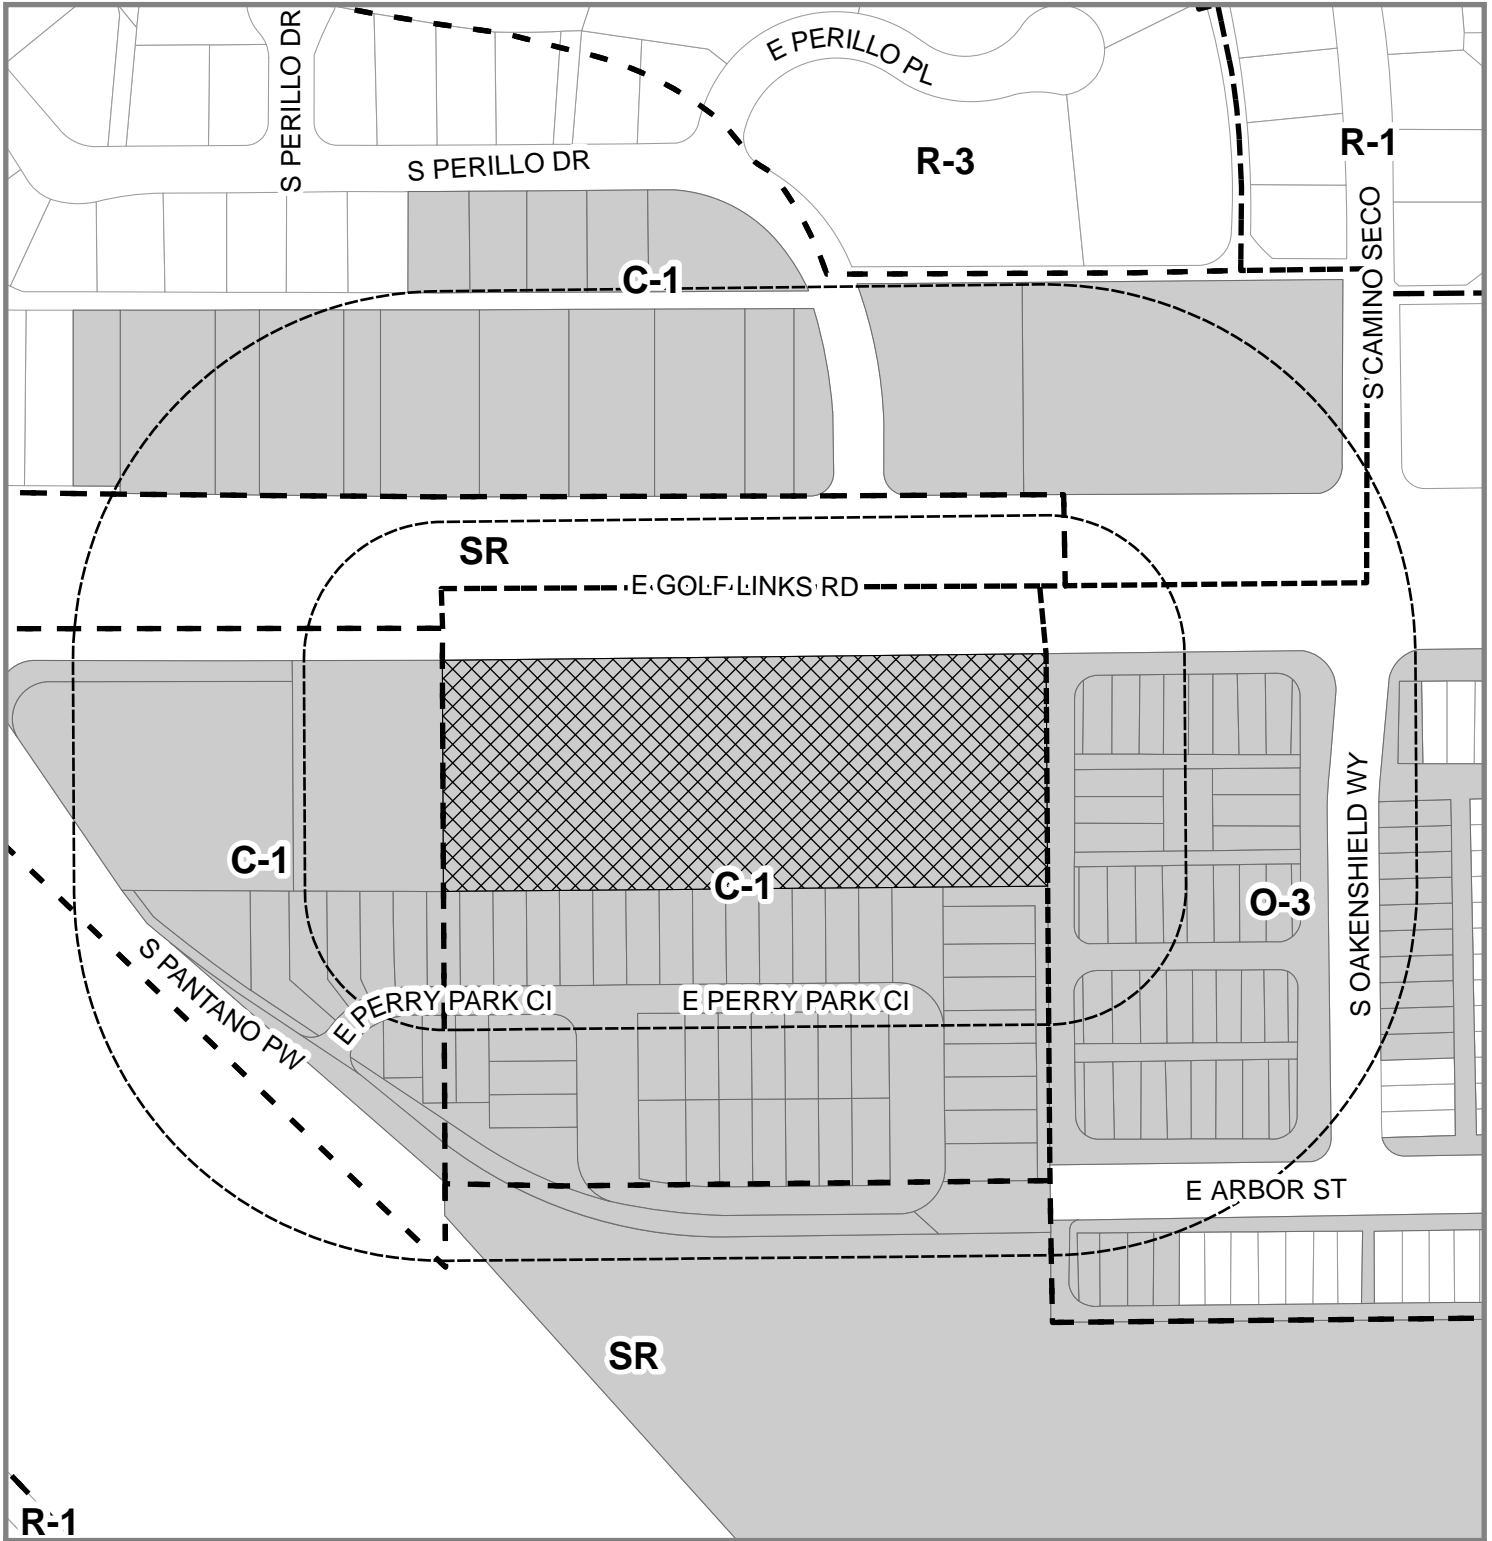 S PERILLO DR
E PERILLO PL
R-3
R-1
S PERILLO DR
S CAMINO SECO
C-1
SR
E GOLF LINKS RD
C-1
C-1
O-3
S OAKENSHIELD WY
S PANTANO PW
E PERRY PARK CI
E PERRY PARK CI
E ARBOR ST
SR
R-1